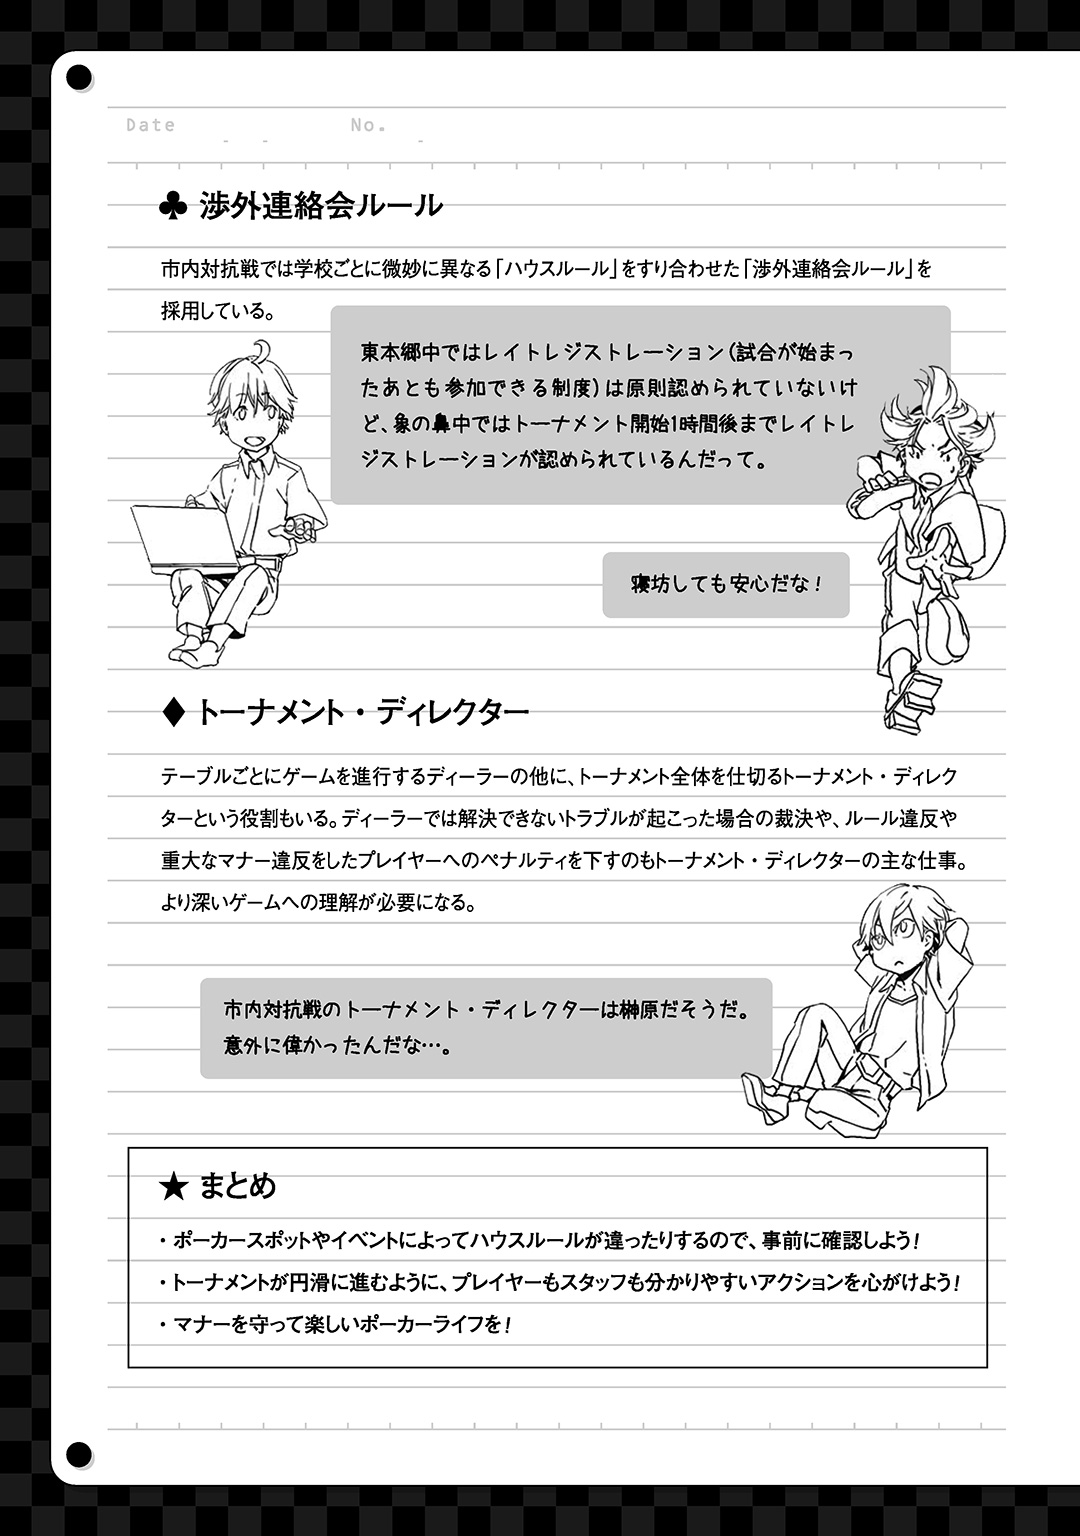 Date No.
♣ 渉外連絡会ルール
市内対抗戦では学校ごとに微妙に異なる「ハウスルール」をすり合わせた「渉外連絡会ルール」を
採用している。
東本郷中ではレイトレジストレーション(試合が始まっ
たあとも参加できる制度)は原則認められていないけ
ど、象の鼻中ではトーナメント開始1時間後までレイトレ
ジストレーションが認められているんだって。
寝坊しても安心だな!
♦ トーナメント・ディレクター
テーブルごとにゲームを進行するディーラーの他に、トーナメント全体を仕切るトーナメント・ディレク
ターという役割もいる。ディーラーでは解決できないトラブルが起こった場合の裁決や、ルール違反や
重大なマナー違反をしたプレイヤーへのペナルティを下すのもトーナメント・ディレクターの主な仕事。
より深いゲームへの理解が必要になる。
市内対抗戦のトーナメント・ディレクターは榊原だそうだ。
意外に偉かったんだな…。
★ まとめ
・ポーカースポットやイベントによってハウスルールが違ったりするので、事前に確認しよう!
・トーナメントが円滑に進むように、プレイヤーもスタッフも分かりやすいアクションを心がけよう!
・マナーを守って楽しいポーカーライフを!